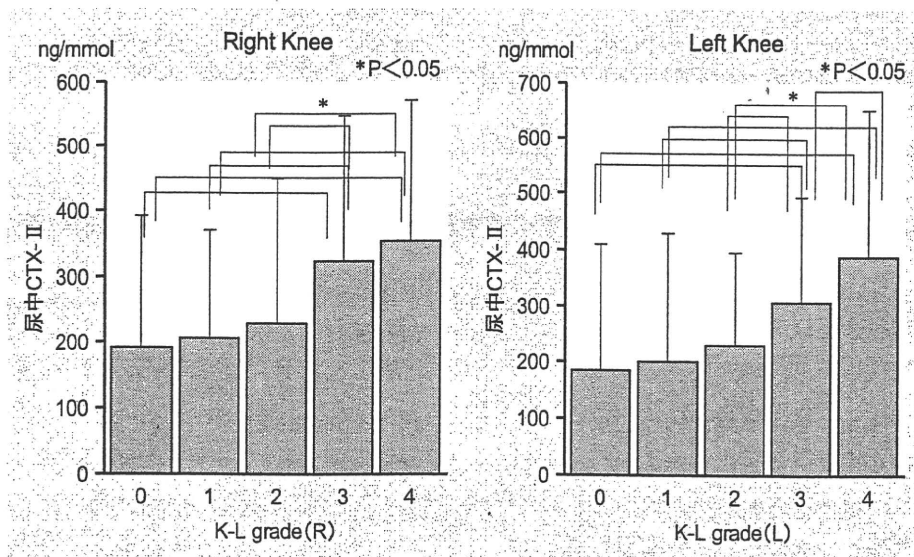 Right Knee
ng/mmol
*P<0.05
600
500
400
300
200
100
0
尿中CTX-Ⅱ
*
0 1 2 3 4
K-L grade(R)
Left Knee
ng/mmol
*P<0.05
700
600
500
400
300
200
100
0
尿中CTX-Ⅱ
*
0 1 2 3 4
K-L grade(L)